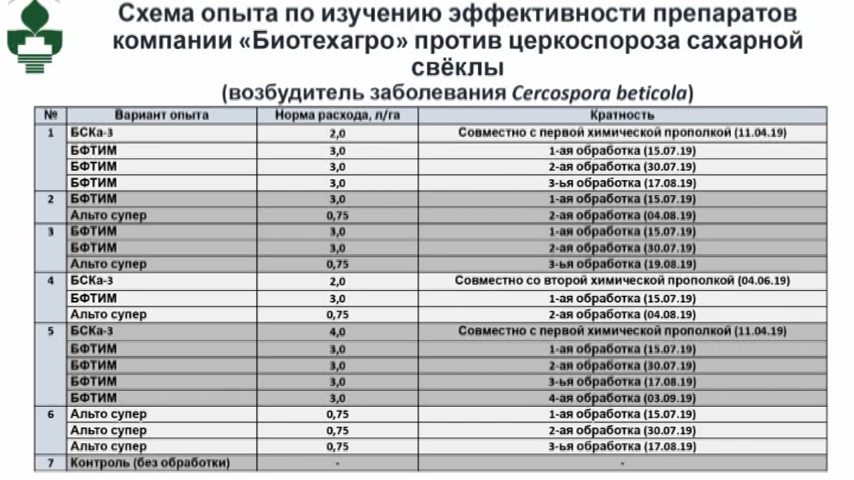 Схема опыта по изучению эффективности препаратов
компании «Биотехагро» против церкоспороза сахарной
свёклы
(возбудитель заболевания Cercospora beticola)
№ Вариант опыта Норма расхода, л/га Кратность
1 БСКа-3 2,0 Совместно с первой химической прополкой (11.04.19)
БФТИМ 3,0 1-ая обработка (15.07.19)
БФТИМ 3,0 2-ая обработка (30.07.19)
БФТИМ 3,0 3-ья обработка (17.08.19)
2 БФТИМ 3,0 1-ая обработка (15.07.19)
Альто супер 0,75 2-ая обработка (04.08.19)
3 БФТИМ 3,0 1-ая обработка (15.07.19)
БФТИМ 3,0 2-ая обработка (30.07.19)
Альто супер 0,75 3-ья обработка (19.08.19)
4 БСКа-3 2,0 Совместно со второй химической прополкой (04.06.19)
БФТИМ 3,0 1-ая обработка (15.07.19)
Альто супер 0,75 2-ая обработка (04.08.19)
5 БСКа-3 4,0 Совместно с первой химической прополкой (11.04.19)
БФТИМ 3,0 1-ая обработка (15.07.19)
БФТИМ 3,0 2-ая обработка (30.07.19)
БФТИМ 3,0 3-ья обработка (17.08.19)
БФТИМ 3,0 4-ая обработка (03.09.19)
6 Альто супер 0,75 1-ая обработка (15.07.19)
Альто супер 0,75 2-ая обработка (30.07.19)
Альто супер 0,75 3-ья обработка (17.08.19)
7 Контроль (без обработки) - -